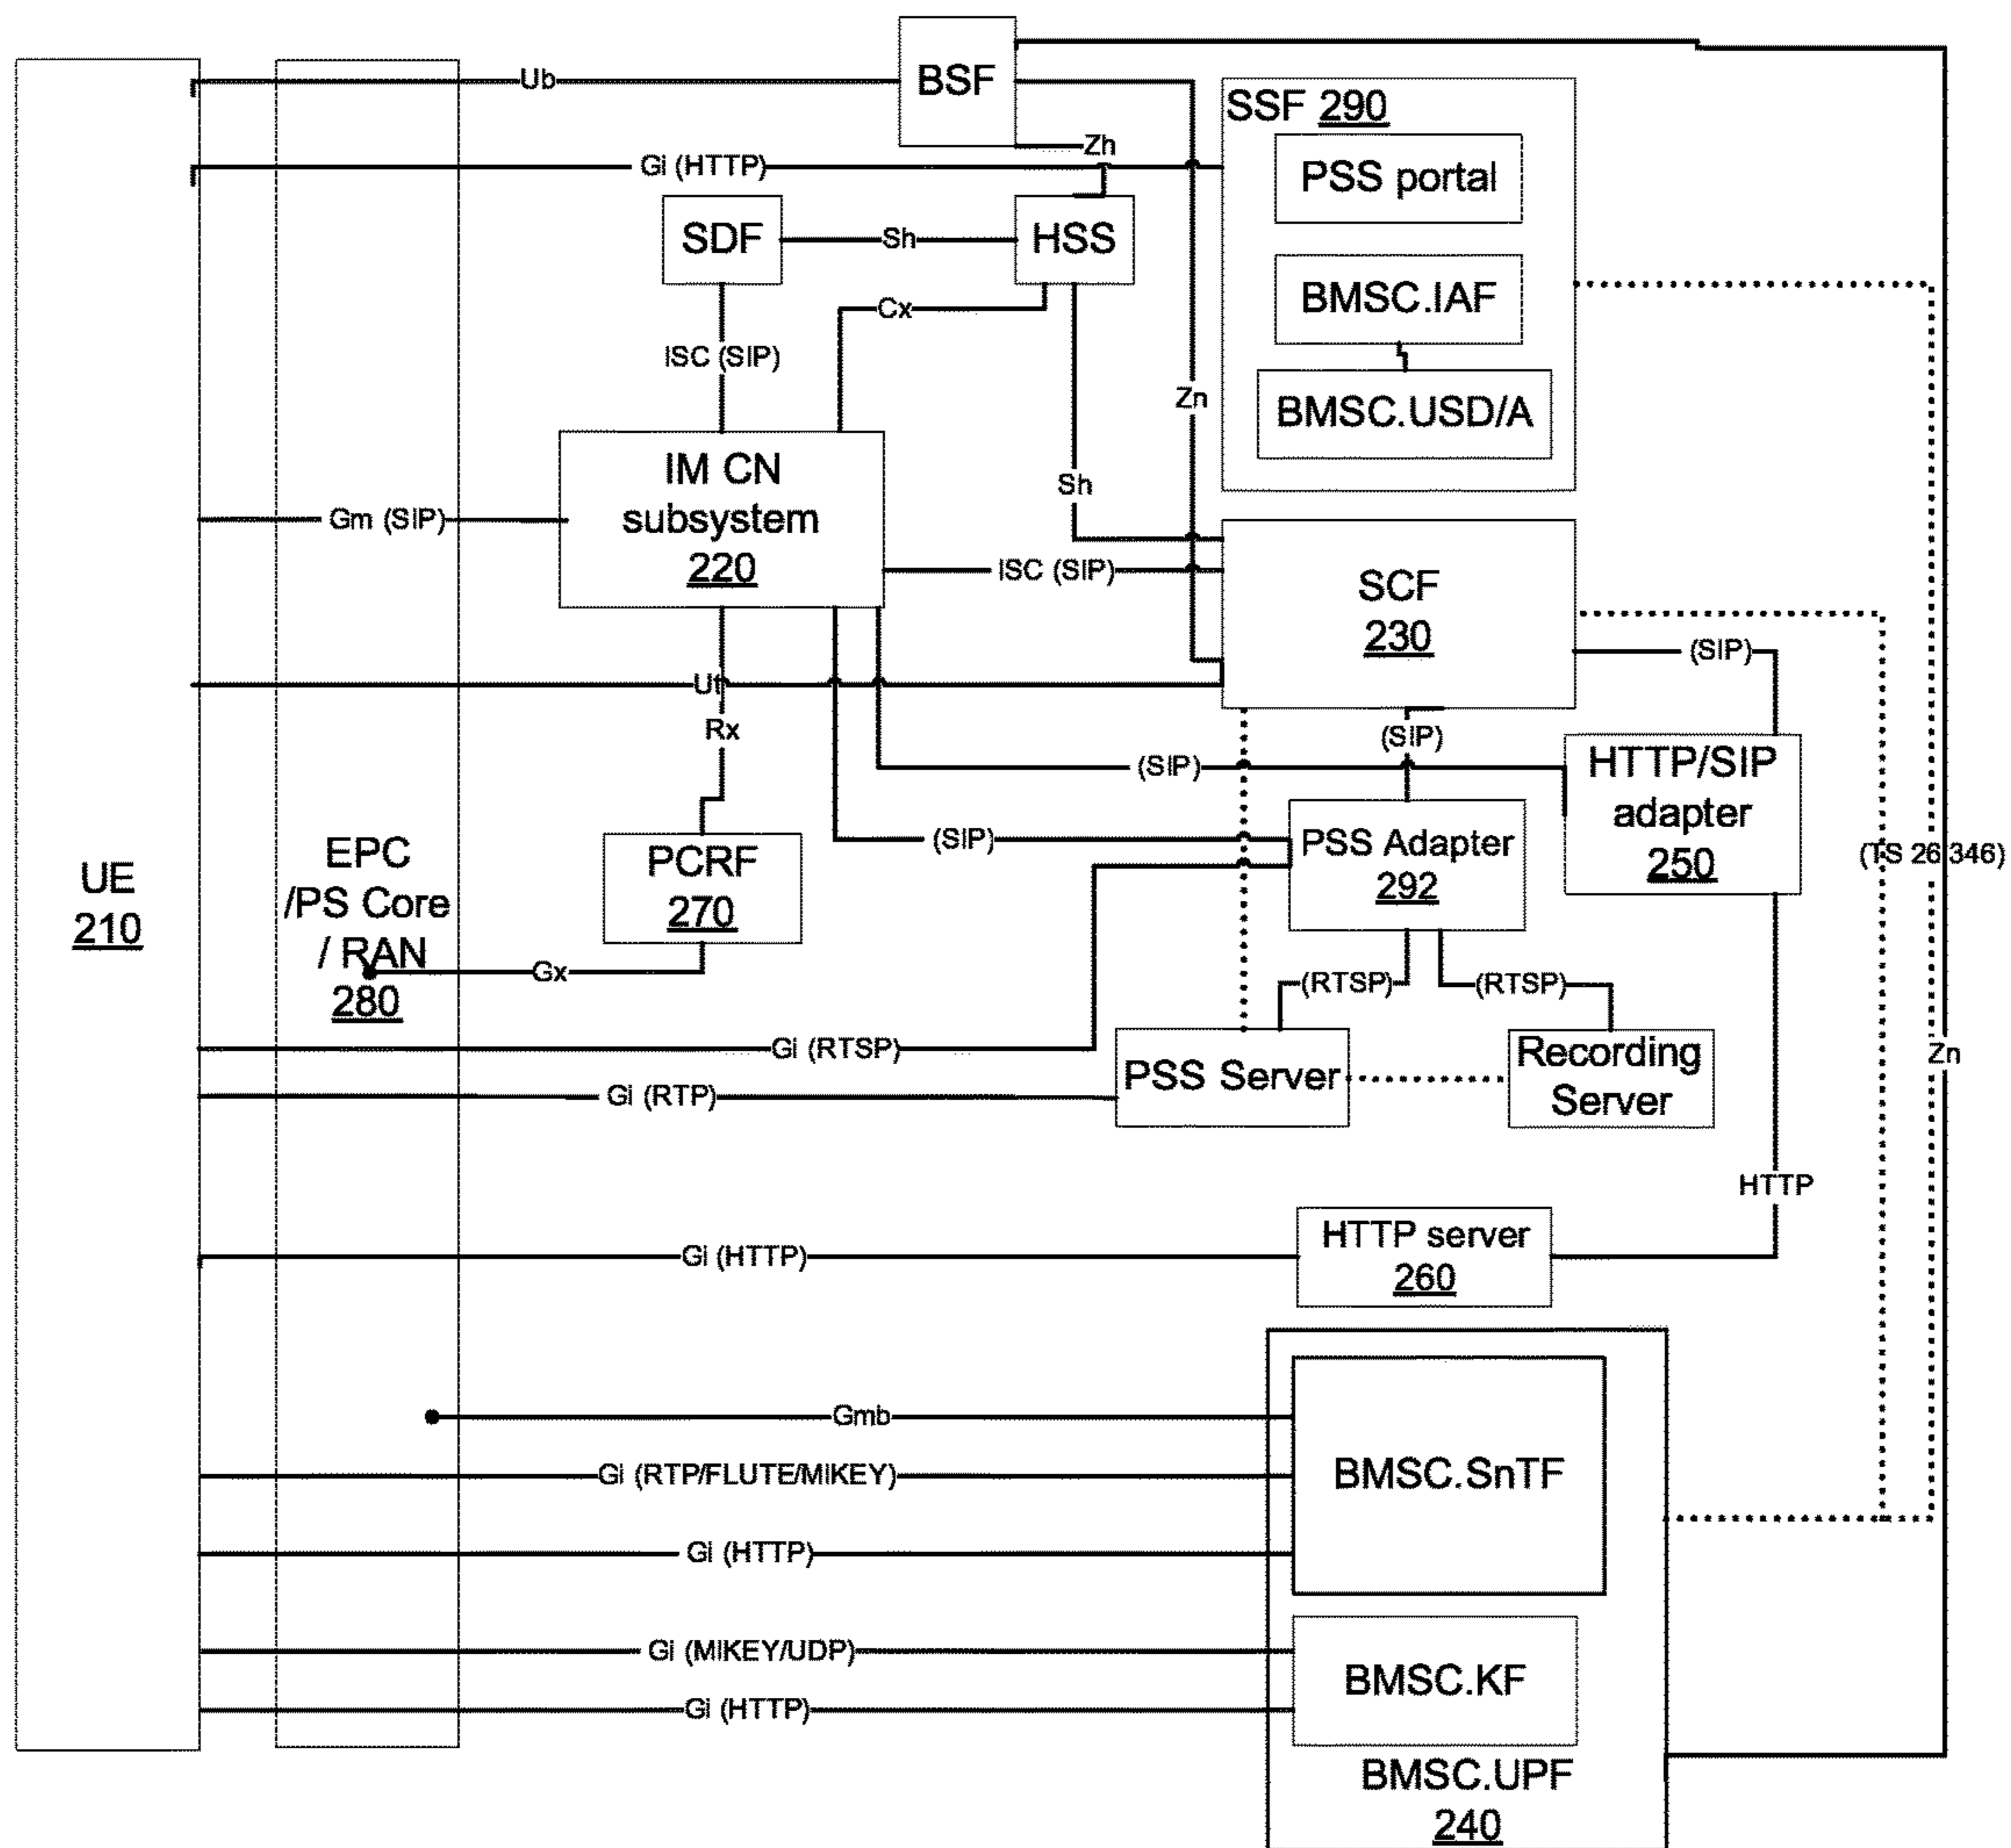 BSF
Ub
SSF 290
Zh
Gi (HTTP)
PSS portal
SDF
Sh
HSS
BMSC.IAF
Cx
ISC (SIP)
Zn
BMSC.USD/A
IM CN
subsystem
220
Sh
Gm (SIP)
ISC (SIP)
SCF
230
(SIP)
Ut
Rx
(SIP)
(SIP)
HTTP/SIP
adapter
250
(SIP)
PSS Adapter
292
PCRF
270
EPC
/PS Core
/ RAN
280
UE
210
(TS 26 346)
Gx
(RTSP)
(RTSP)
Gi (RTSP)
PSS Server
Recording
Server
Zn
Gi (RTP)
HTTP
HTTP server
260
Gi (HTTP)
Gmb
Gi (RTP/FLUTE/MIKEY)
BMSC.SnTF
Gi (HTTP)
Gi (MIKEY/UDP)
BMSC.KF
Gi (HTTP)
BMSC.UPF
240